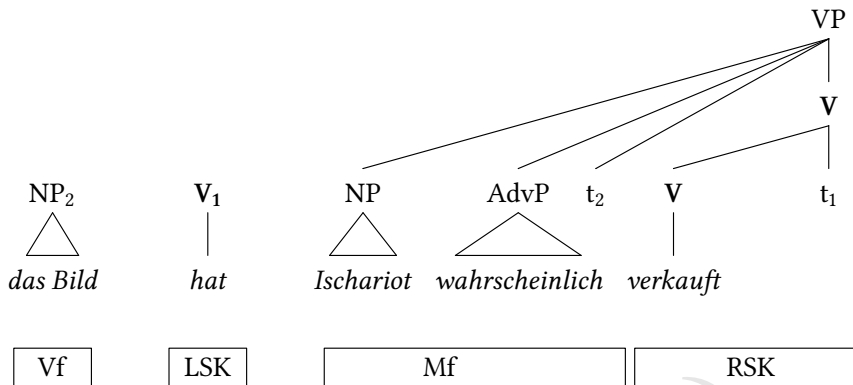 VP
V
NP₂ V₁ NP AdvP t₂ V t₁
das Bild hat Ischariot wahrscheinlich verkauft
Vf LSK Mf RSK